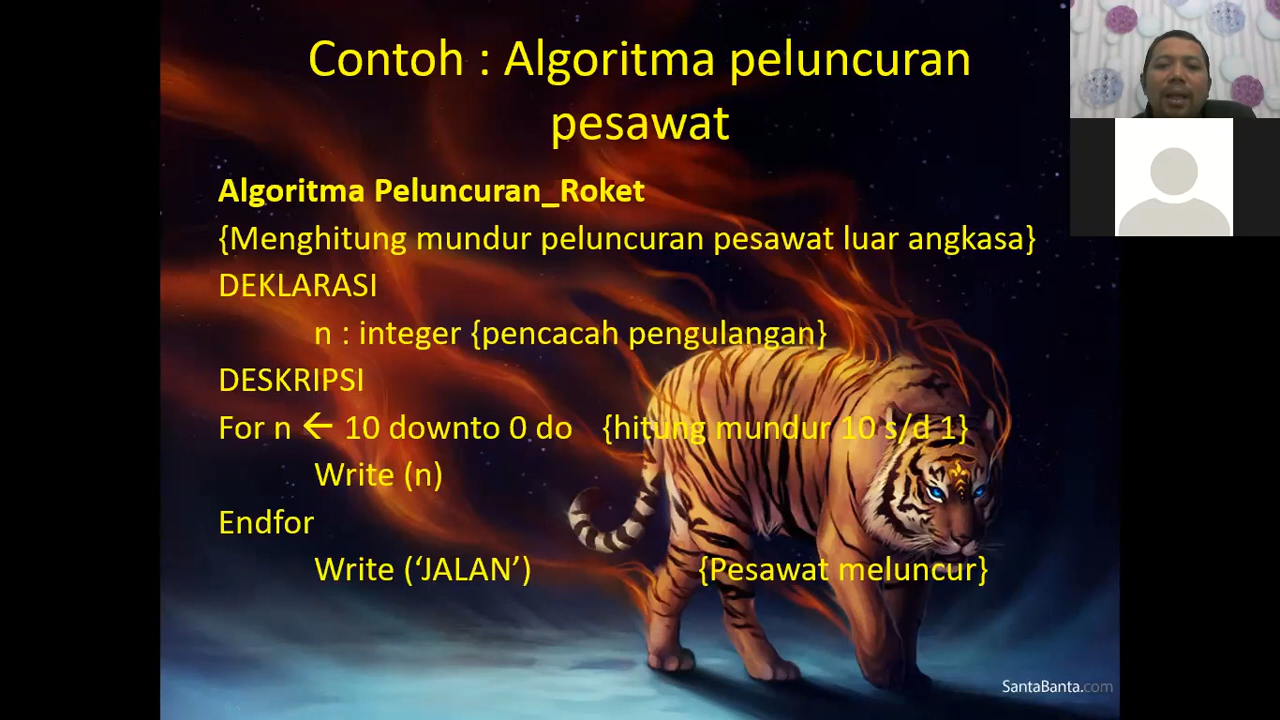 Contoh : Algoritma peluncuran
pesawat
Algoritma Peluncuran_Roket
{Menghitung mundur peluncuran pesawat luar angkasa}
DEKLARASI
n : integer {pencacah pengulangan}
DESKRIPSI
For n ← 10 downto 0 do {hitung mundur 10 s/d 1}
Write (n)
Endfor
Write (‘JALAN’) {Pesawat meluncur}
SantaBanta.com